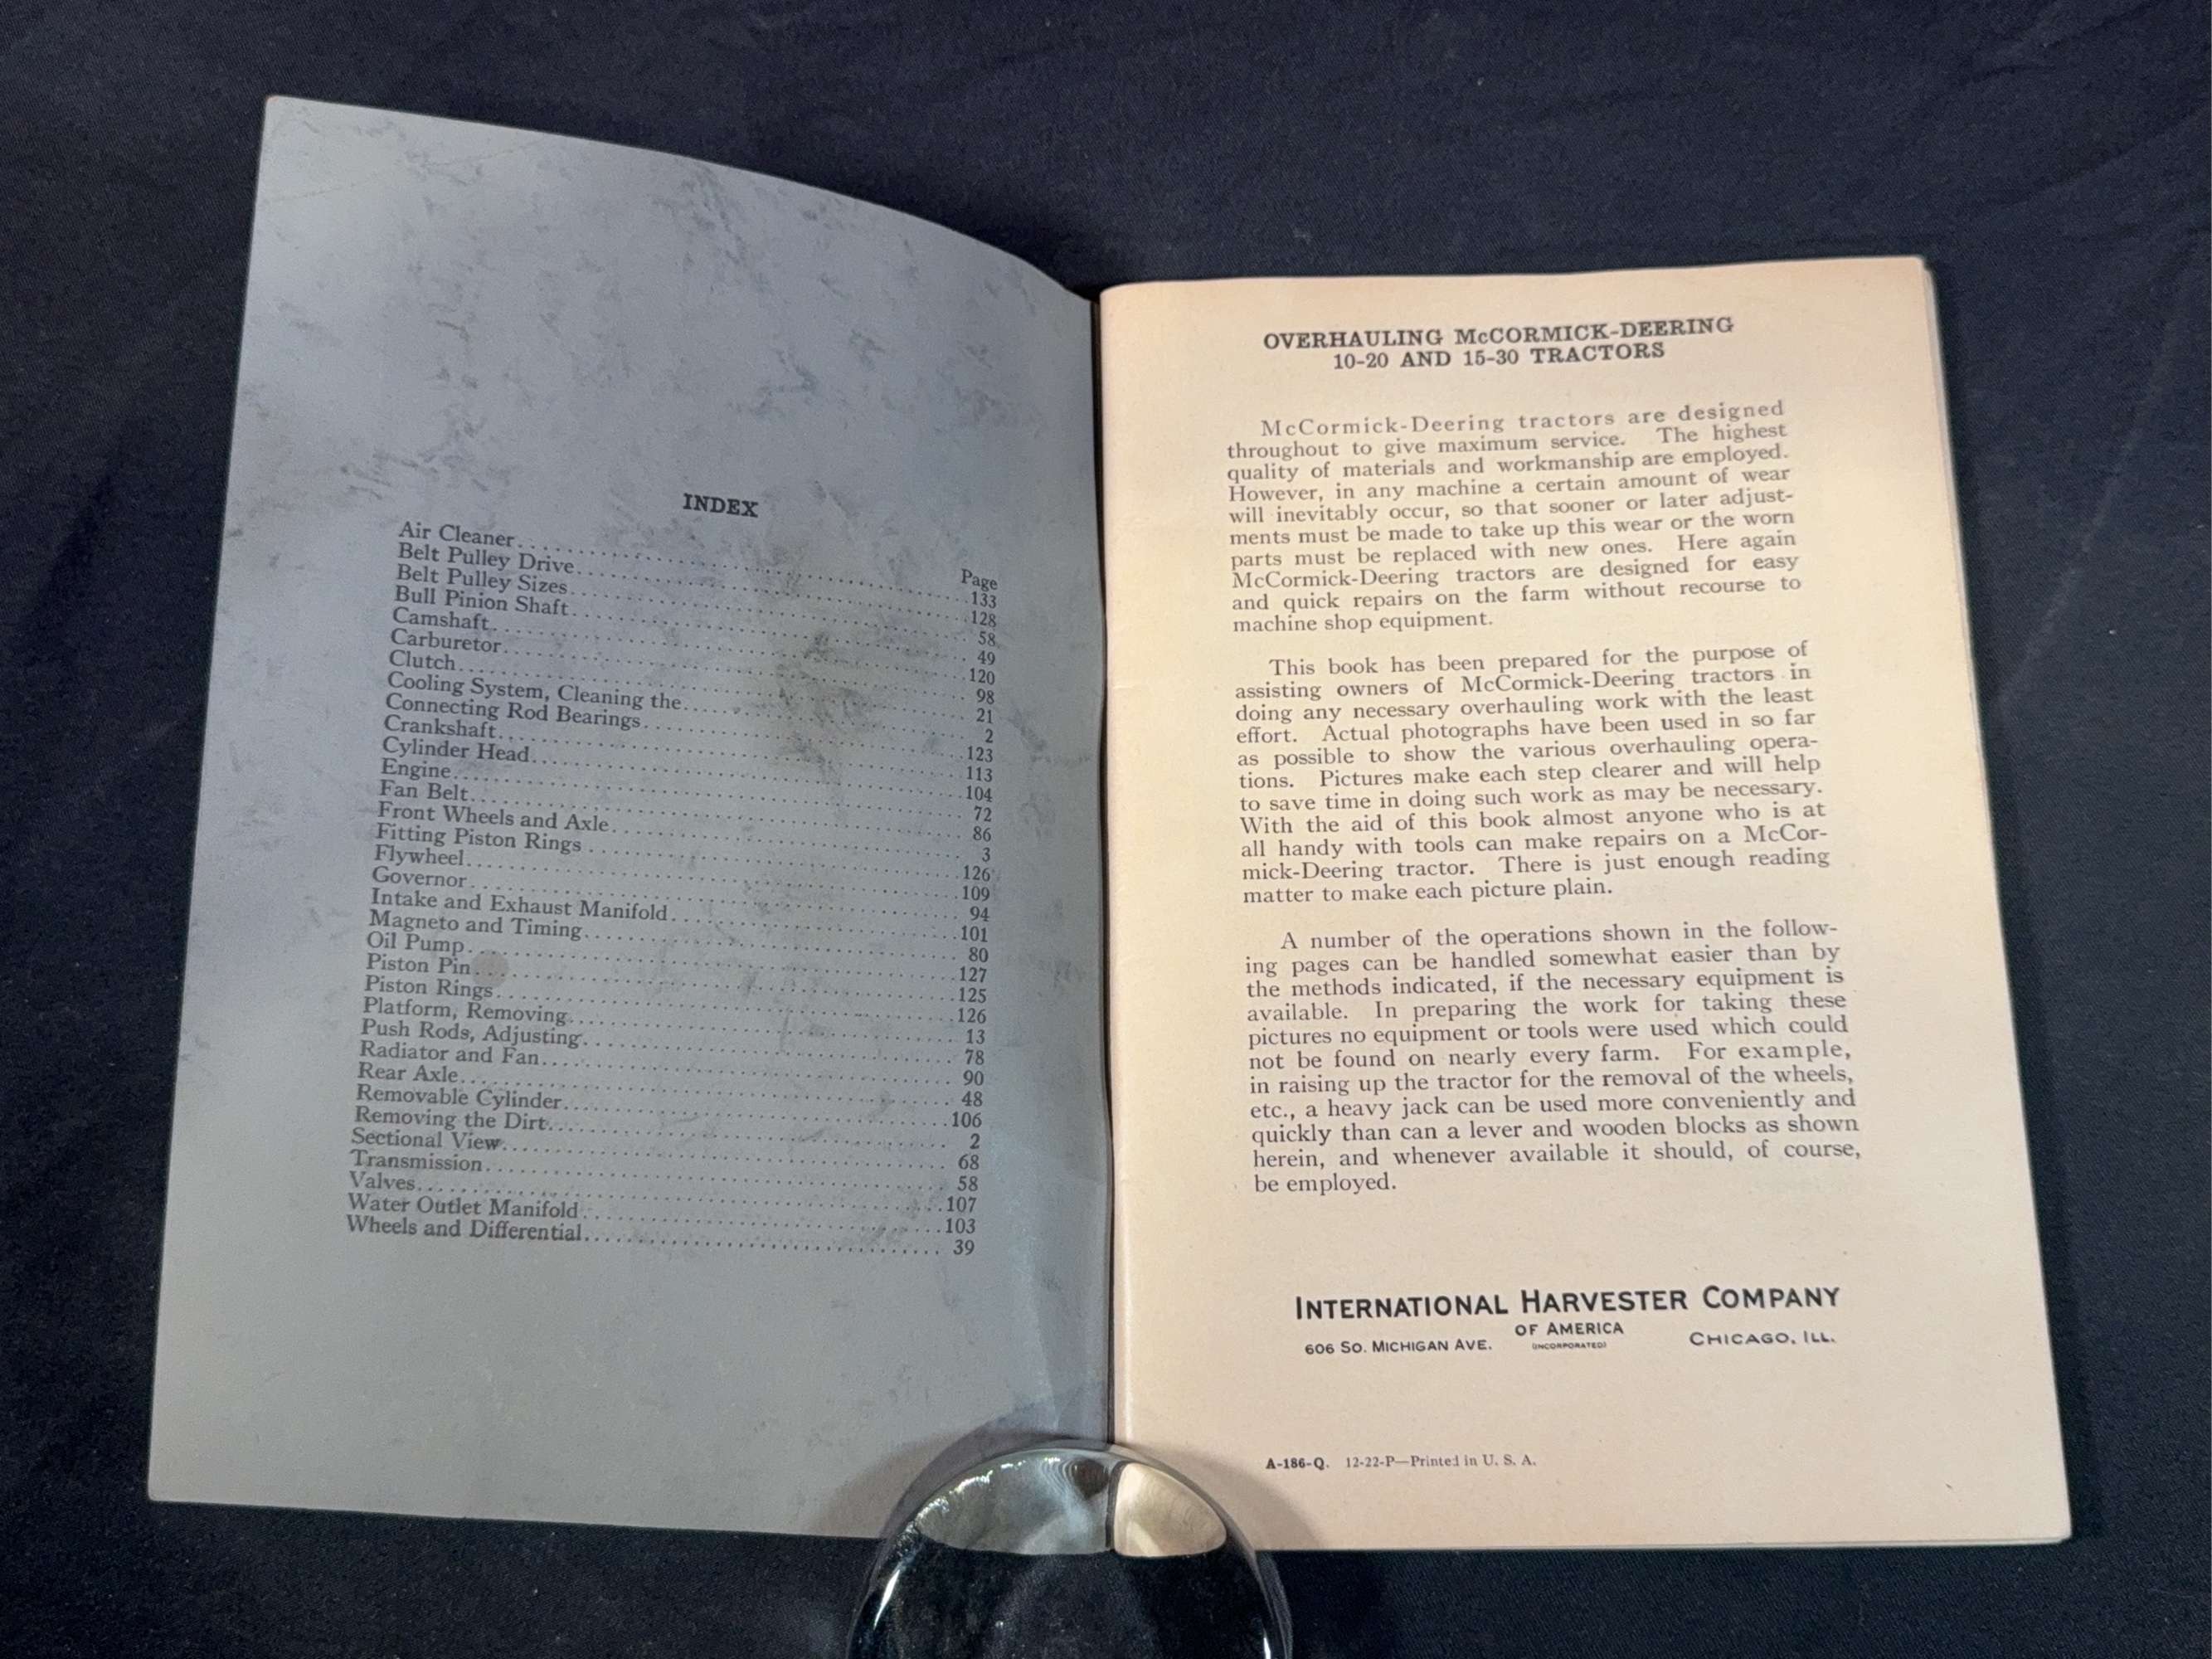 INDEX
Page
Air Cleaner 133
Belt Pulley Drive 128
Belt Pulley Sizes 58
Bull Pinion Shaft 49
Camshaft 120
Carburetor 98
Clutch 21
Cooling System, Cleaning the 2
Connecting Rod Bearings 123
Crankshaft 113
Cylinder Head 104
Engine 72
Fan Belt 86
Front Wheels and Axle 3
Fitting Piston Rings 126
Flywheel 109
Governor 94
Intake and Exhaust Manifold 101
Magneto and Timing 80
Oil Pump 127
Piston Pin 125
Piston Rings 126
Platform, Removing 13
Push Rods, Adjusting 78
Radiator and Fan 90
Rear Axle 48
Removable Cylinder 106
Removing the Dirt 2
Sectional View 68
Transmission 58
Valves 107
Water Outlet Manifold 103
Wheels and Differential 39
OVERHAULING McCORMICK-DEERING
10-20 AND 15-30 TRACTORS
McCormick-Deering tractors are designed
throughout to give maximum service. The highest
quality of materials and workmanship are employed.
However, in any machine a certain amount of wear
will inevitably occur, so that sooner or later adjust-
ments must be made to take up this wear or the worn
parts must be replaced with new ones. Here again
McCormick-Deering tractors are designed for easy
and quick repairs on the farm without recourse to
machine shop equipment.
This book has been prepared for the purpose of
assisting owners of McCormick-Deering tractors in
doing any necessary overhauling work with the least
effort. Actual photographs have been used in so far
as possible to show the various overhauling opera-
tions. Pictures make each step clearer and will help
to save time in doing such work as may be necessary.
With the aid of this book almost anyone who is at
all handy with tools can make repairs on a McCor-
mick-Deering tractor. There is just enough reading
matter to make each picture plain.
A number of the operations shown in the follow-
ing pages can be handled somewhat easier than by
the methods indicated, if the necessary equipment is
available. In preparing the work for taking these
pictures no equipment or tools were used which could
not be found on nearly every farm. For example,
in raising up the tractor for the removal of the wheels,
etc., a heavy jack can be used more conveniently and
quickly than can a lever and wooden blocks as shown
herein, and whenever available it should, of course,
be employed.
INTERNATIONAL HARVESTER COMPANY
OF AMERICA
606 SO. MICHIGAN AVE. (INCORPORATED) CHICAGO, ILL.
A-186-Q. 12-22-P—Printed in U. S. A.